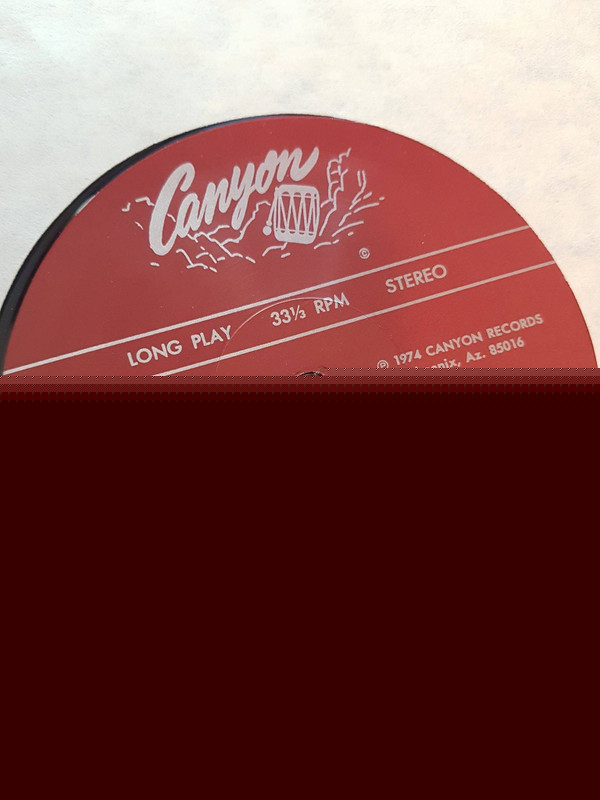 Canyon
©
LONG PLAY 33⅓ RPM STEREO
℗ 1974 CANYON RECORDS
Az. 85016